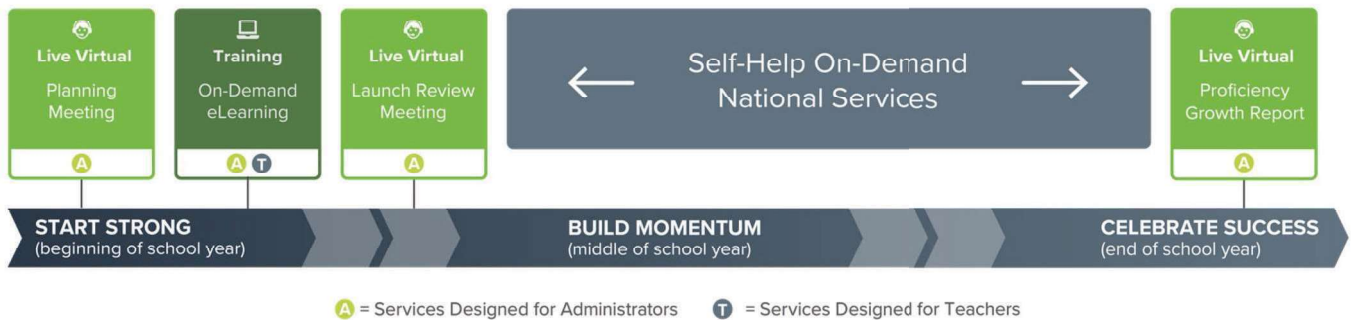 Live Virtual
Planning
Meeting
A
Training
On-Demand
eLearning
A T
Live Virtual
Launch Review
Meeting
A
Self-Help On-Demand
National Services
Live Virtual
Proficiency
Growth Report
A
START STRONG
(beginning of school year)
BUILD MOMENTUM
(middle of school year)
CELEBRATE SUCCESS
(end of school year)
A = Services Designed for Administrators
T = Services Designed for Teachers